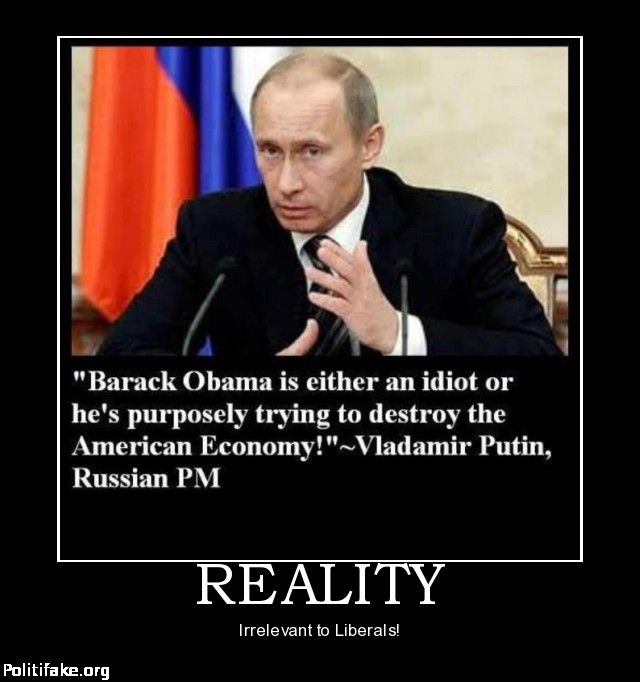 "Barack Obama is either an idiot or
he's purposely trying to destroy the
American Economy!"~Vladamir Putin,
Russian PM
REALITY
Irrelevant to Liberals!
Politifake.org